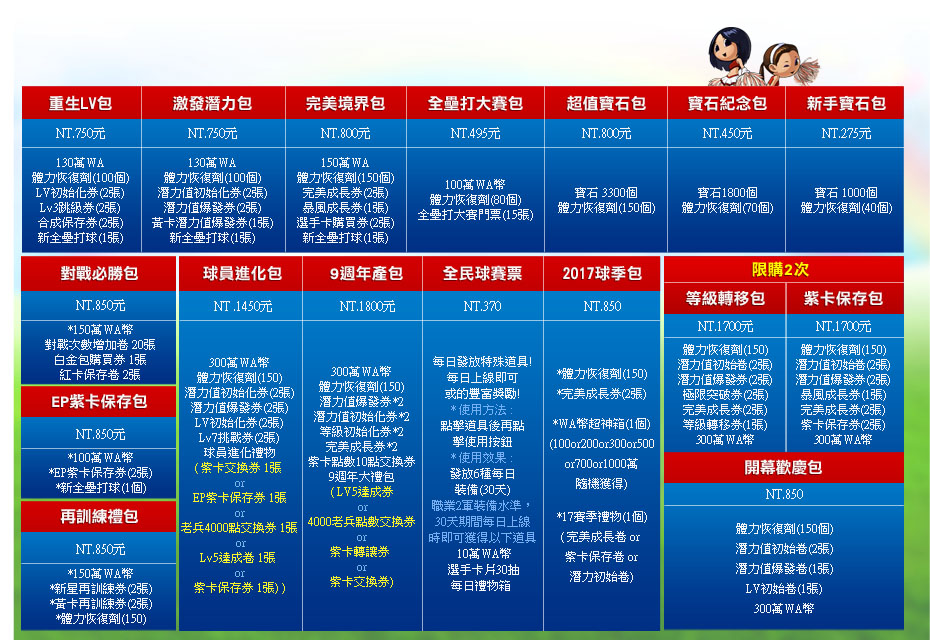 重生LV包
NT.750元
130萬WA
體力恢復劑(100個)
LV初始化券(2張)
Lv3挑戰券(2張)
合成保存券(2張)
新全壘打球(1張)
激發潛力包
NT.750元
130萬WA
體力恢復劑(100個)
潛力值初始化券(2張)
潛力值爆發券(2張)
黃卡潛力值爆發券(1張)
新全壘打球(1張)
完美境界包
NT.800元
150萬WA
體力恢復劑(150個)
完美成長券(2張)
暴風成長券(1張)
選手卡購買券(2張)
新全壘打球(1張)
全壘打大賽包
NT.495元
100萬WA幣
體力恢復劑(80個)
全壘打大賽門票(15張)
超值寶石包
NT.800元
寶石 3300個
體力恢復劑(150個)
寶石紀念包
NT.450元
寶石1800個
體力恢復劑(70個)
新手寶石包
NT.275元
寶石 1000個
體力恢復劑(40個)
對戰必勝包
NT.850元
*150萬WA幣
對戰次數增加卷 20張
白金包購買券 1張
紅卡保存卷 2張
EP紫卡保存包
NT.850元
*100萬WA幣
*EP紫卡保存券(2張)
*新全壘打球(1個)
再訓練禮包
NT.850元
*150萬WA幣
*新星再訓練券(2張)
*黃卡再訓練券(2張)
*體力恢復劑(150)
球員進化包
NT .1450元
300萬WA幣
體力恢復劑(150)
潛力值初始化券(2張)
潛力值爆發券(2張)
LV初始化券(2張)
Lv7挑戰券(2張)
球員進化禮物
(紫卡交換券 1張
or
EP紫卡保存券 1張
or
老兵4000點交換券 1張
or
Lv5達成卷 1張
or
紫卡保存券 1張) )
9週年產包
NT.1800元
300萬WA幣
體力恢復劑(150)
潛力值爆發券*2
潛力值初始化券*2
等級初始化券*2
完美成長券*2
紫卡點數10點交換券
9週年大禮包
(LV5達成券
or
4000老兵點數交換券
or
紫卡轉讓券
or
紫卡交換券)
全民球賽票
NT.370
每日發放特殊道具!
每日上線即可
或的豐富獎勵!
*使用方法:
點擊道具後再點
擊使用按鈕
*使用效果:
發放6種每日
裝備(30天)
職業2軍裝備水準，
30天期間每日上線
時即可獲得以下道具
10萬WA幣
選手卡片30抽
每日禮物箱
2017球季包
NT.850
*體力恢復劑(150)
*完美成長券(2張)
*WA幣超神箱(1個)
(100or200or300or500
or700or1000萬
隨機獲得)
*17賽季禮物(1個)
(完美成長卷 or
紫卡保存卷 or
潛力初始卷)
限購2次
等級轉移包
NT.1700元
體力恢復劑(150)
潛力值初始卷(2張)
潛力值爆發券(2張)
極限突破券(2張)
完美成長券(2張)
等級轉移券(1張)
300萬WA幣
紫卡保存包
NT.1700元
體力恢復劑(150)
潛力值初始卷(2張)
潛力值爆發券(2張)
暴風成長券(1張)
完美成長券(2張)
紫卡保存券(2張)
300萬WA幣
開幕歡慶包
NT.850
體力恢復劑(150個)
潛力值初始卷(2張)
潛力值爆發卷(1張)
LV初始卷(1張)
300萬WA幣